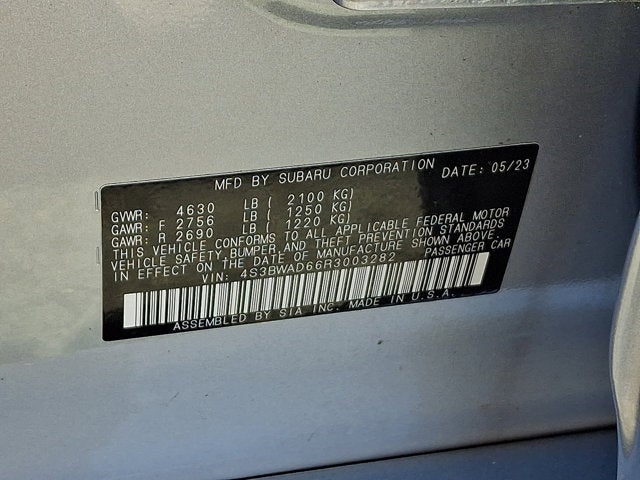 MFD BY SUBARU CORPORATION DATE: 05/23
GVWR: 4630 LB ( 2100 KG)
GAWR: F 2756 LB ( 1250 KG)
GAWR: R 2690 LB ( 1220 KG)
THIS VEHICLE CONFORMS TO ALL APPLICABLE FEDERAL MOTOR
VEHICLE SAFETY, BUMPER, AND THEFT PREVENTION STANDARDS
IN EFFECT ON THE DATE OF MANUFACTURE SHOWN ABOVE.
VIN: 4S3BWAD66R3003282 PASSENGER CAR
ASSEMBLED BY SIA INC. MADE IN U.S.A.